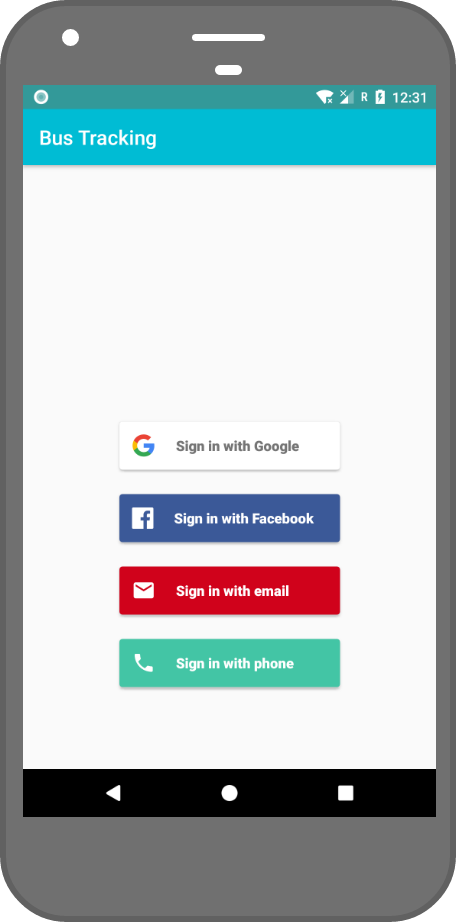 R 12:31
Bus Tracking
Sign in with Google
Sign in with Facebook
Sign in with email
Sign in with phone